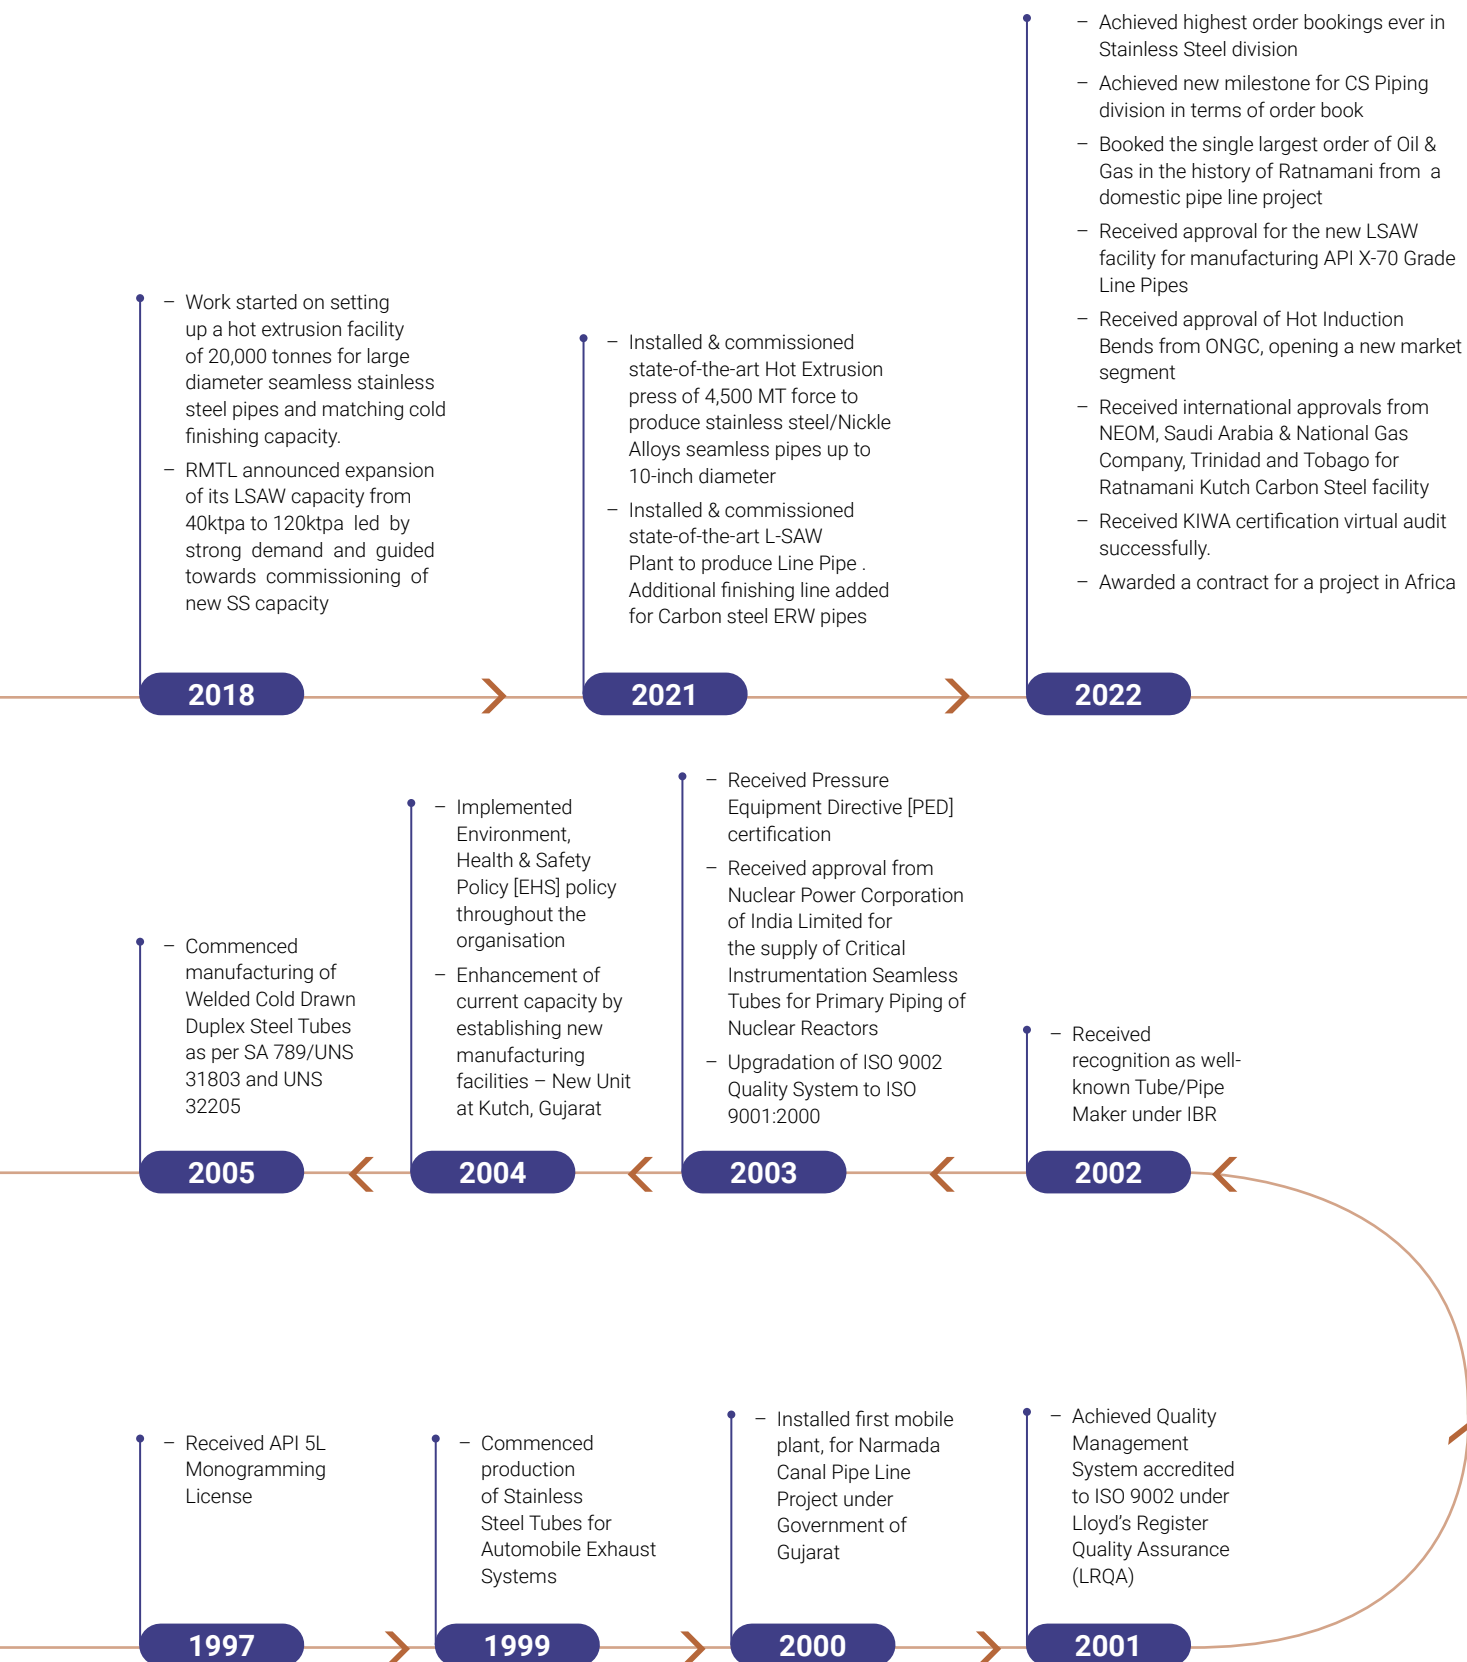 – Work started on setting
up a hot extrusion facility
of 20,000 tonnes for large
diameter seamless stainless
steel pipes and matching cold
finishing capacity.
– RMTL announced expansion
of its LSAW capacity from
40ktpa to 120ktpa led by
strong demand and guided
towards commissioning of
new SS capacity
2018
– Installed & commissioned
state-of-the-art Hot Extrusion
press of 4,500 MT force to
produce stainless steel/Nickle
Alloys seamless pipes up to
10-inch diameter
– Installed & commissioned
state-of-the-art L-SAW
Plant to produce Line Pipe .
Additional finishing line added
for Carbon steel ERW pipes
2021
– Achieved highest order bookings ever in
Stainless Steel division
– Achieved new milestone for CS Piping
division in terms of order book
– Booked the single largest order of Oil &
Gas in the history of Ratnamani from a
domestic pipe line project
– Received approval for the new LSAW
facility for manufacturing API X-70 Grade
Line Pipes
– Received approval of Hot Induction
Bends from ONGC, opening a new market
segment
– Received international approvals from
NEOM, Saudi Arabia & National Gas
Company, Trinidad and Tobago for
Ratnamani Kutch Carbon Steel facility
– Received KIWA certification virtual audit
successfully.
– Awarded a contract for a project in Africa
2022
– Commenced
manufacturing of
Welded Cold Drawn
Duplex Steel Tubes
as per SA 789/UNS
31803 and UNS
32205
2005
– Implemented
Environment,
Health & Safety
Policy [EHS] policy
throughout the
organisation
– Enhancement of
current capacity by
establishing new
manufacturing
facilities – New Unit
at Kutch, Gujarat
2004
– Received Pressure
Equipment Directive [PED]
certification
– Received approval from
Nuclear Power Corporation
of India Limited for
the supply of Critical
Instrumentation Seamless
Tubes for Primary Piping of
Nuclear Reactors
– Upgradation of ISO 9002
Quality System to ISO
9001:2000
2003
– Received
recognition as well-
known Tube/Pipe
Maker under IBR
2002
– Received API 5L
Monogramming
License
1997
– Commenced
production
of Stainless
Steel Tubes for
Automobile Exhaust
Systems
1999
– Installed first mobile
plant, for Narmada
Canal Pipe Line
Project under
Government of
Gujarat
2000
– Achieved Quality
Management
System accredited
to ISO 9002 under
Lloyd's Register
Quality Assurance
(LRQA)
2001